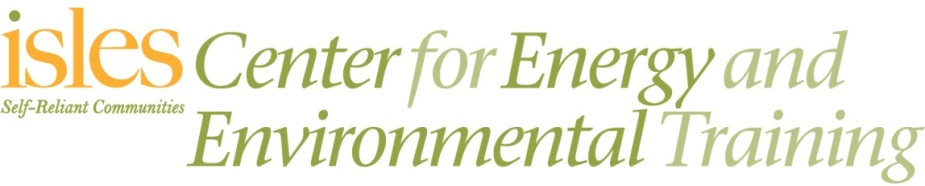 isles Center for Energy and
Self-Reliant Communities
Environmental Training